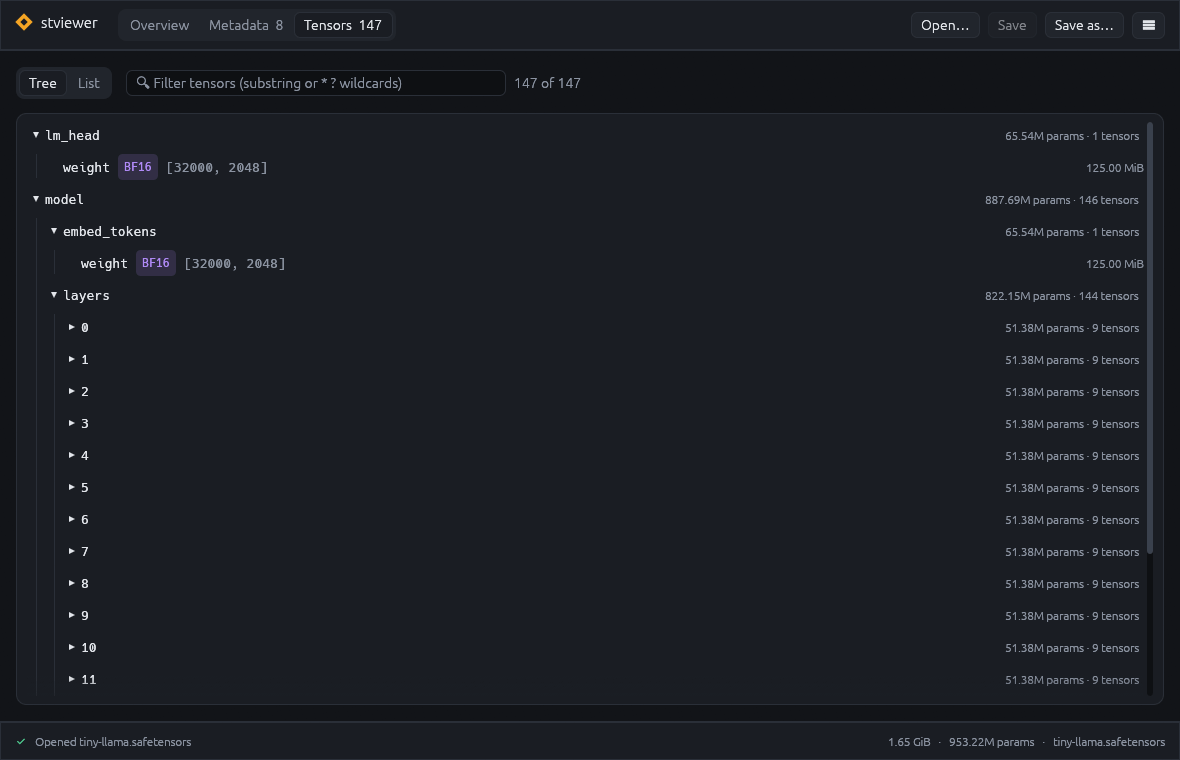 stviewer Overview Metadata 8 Tensors 147 Open... Save Save as...
Tree List Filter tensors (substring or * ? wildcards) 147 of 147
lm_head 65.54M params · 1 tensors
weight BF16 [32000, 2048] 125.00 MiB
model 887.69M params · 146 tensors
embed_tokens 65.54M params · 1 tensors
weight BF16 [32000, 2048] 125.00 MiB
layers 822.15M params · 144 tensors
0 51.38M params · 9 tensors
1 51.38M params · 9 tensors
2 51.38M params · 9 tensors
3 51.38M params · 9 tensors
4 51.38M params · 9 tensors
5 51.38M params · 9 tensors
6 51.38M params · 9 tensors
7 51.38M params · 9 tensors
8 51.38M params · 9 tensors
9 51.38M params · 9 tensors
10 51.38M params · 9 tensors
11 51.38M params · 9 tensors
Opened tiny-llama.safetensors 1.65 GiB · 953.22M params · tiny-llama.safetensors